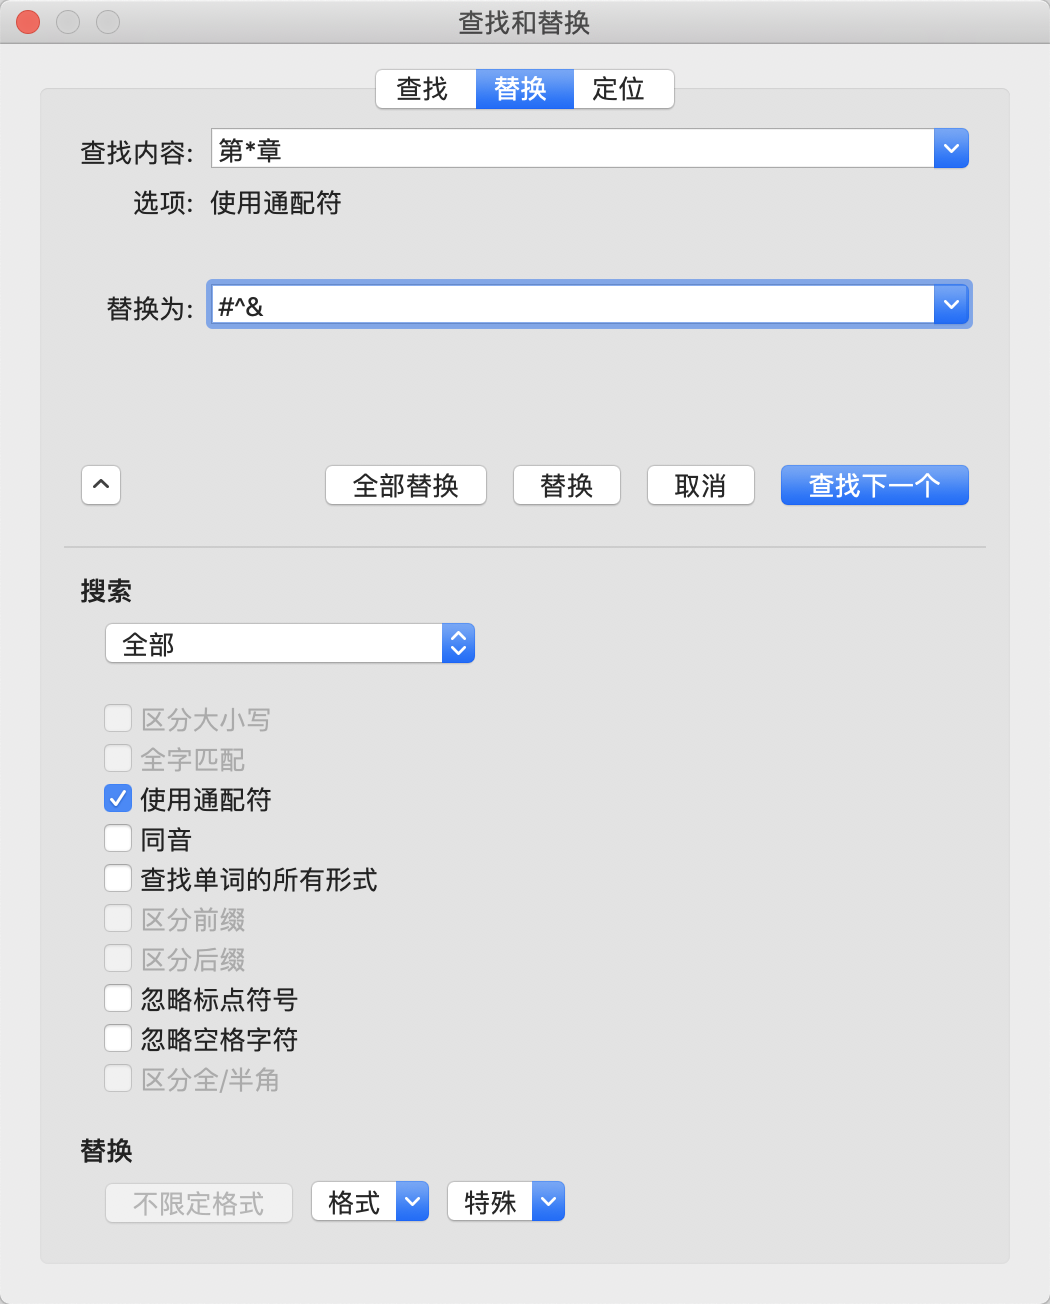 查找和替换
查找 替换 定位
查找内容: 第*章
选项: 使用通配符
替换为: #^&
全部替换 替换 取消 查找下一个
搜索
全部
区分大小写
全字匹配
使用通配符
同音
查找单词的所有形式
区分前缀
区分后缀
忽略标点符号
忽略空格字符
区分全/半角
替换
不限定格式 格式 特殊